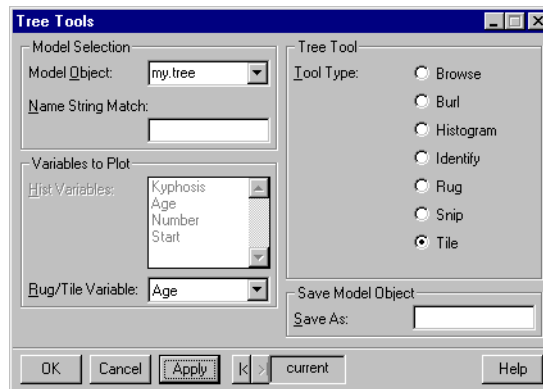 Tree Tools
Model Selection
Model Object: my.tree
Name String Match:
Variables to Plot
Hist Variables:
Kyphosis
Age
Number
Start
Rug/Tile Variable: Age
Tree Tool
Tool Type:
Browse
Burl
Histogram
Identify
Rug
Snip
Tile
Save Model Object
Save As:
OK
Cancel
Apply
current
Help